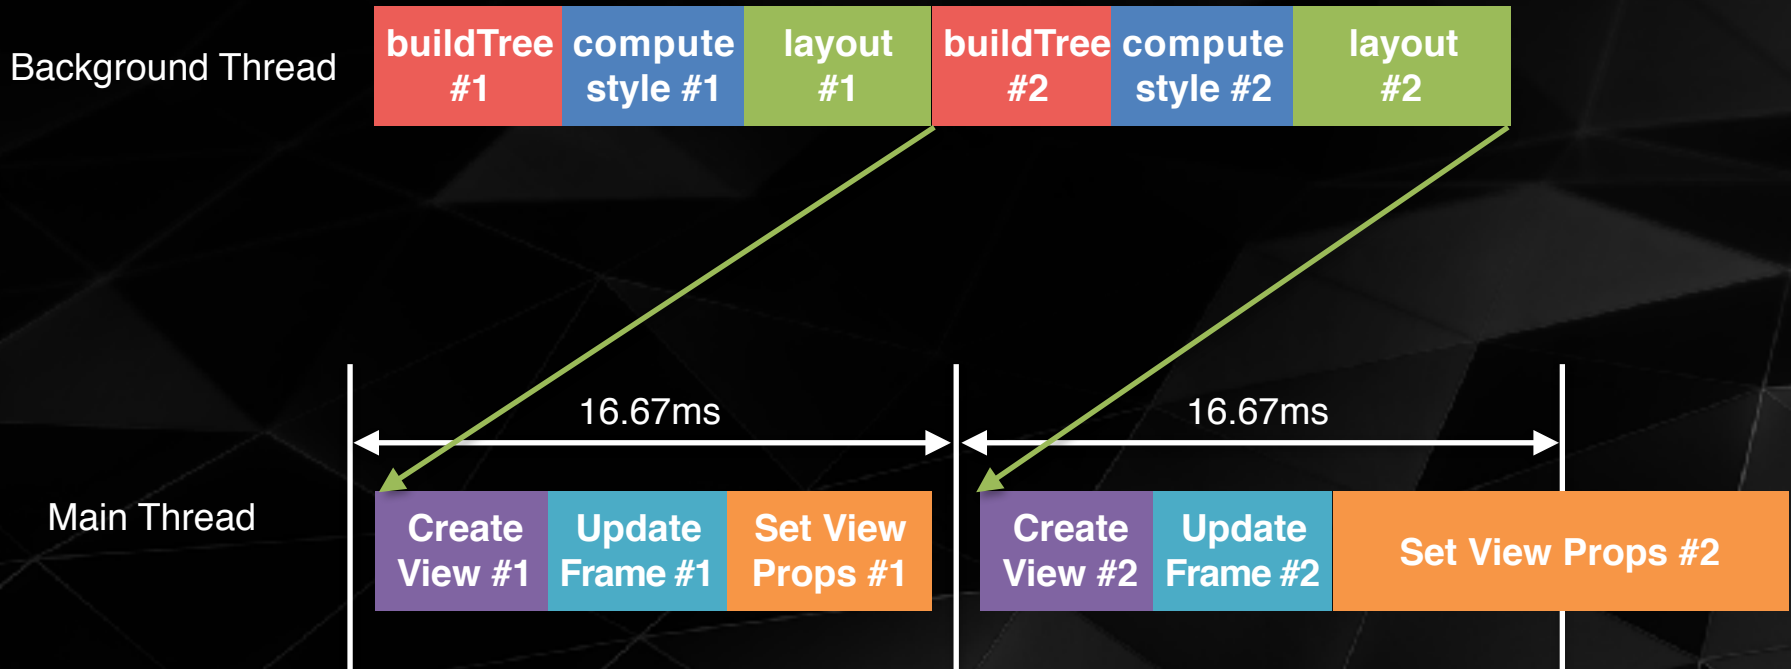 Background Thread
buildTree
#1
compute
style #1
layout
#1
buildTree
#2
compute
style #2
layout
#2
16.67ms
16.67ms
Main Thread
Create
View #1
Update
Frame #1
Set View
Props #1
Create
View #2
Update
Frame #2
Set View Props #2